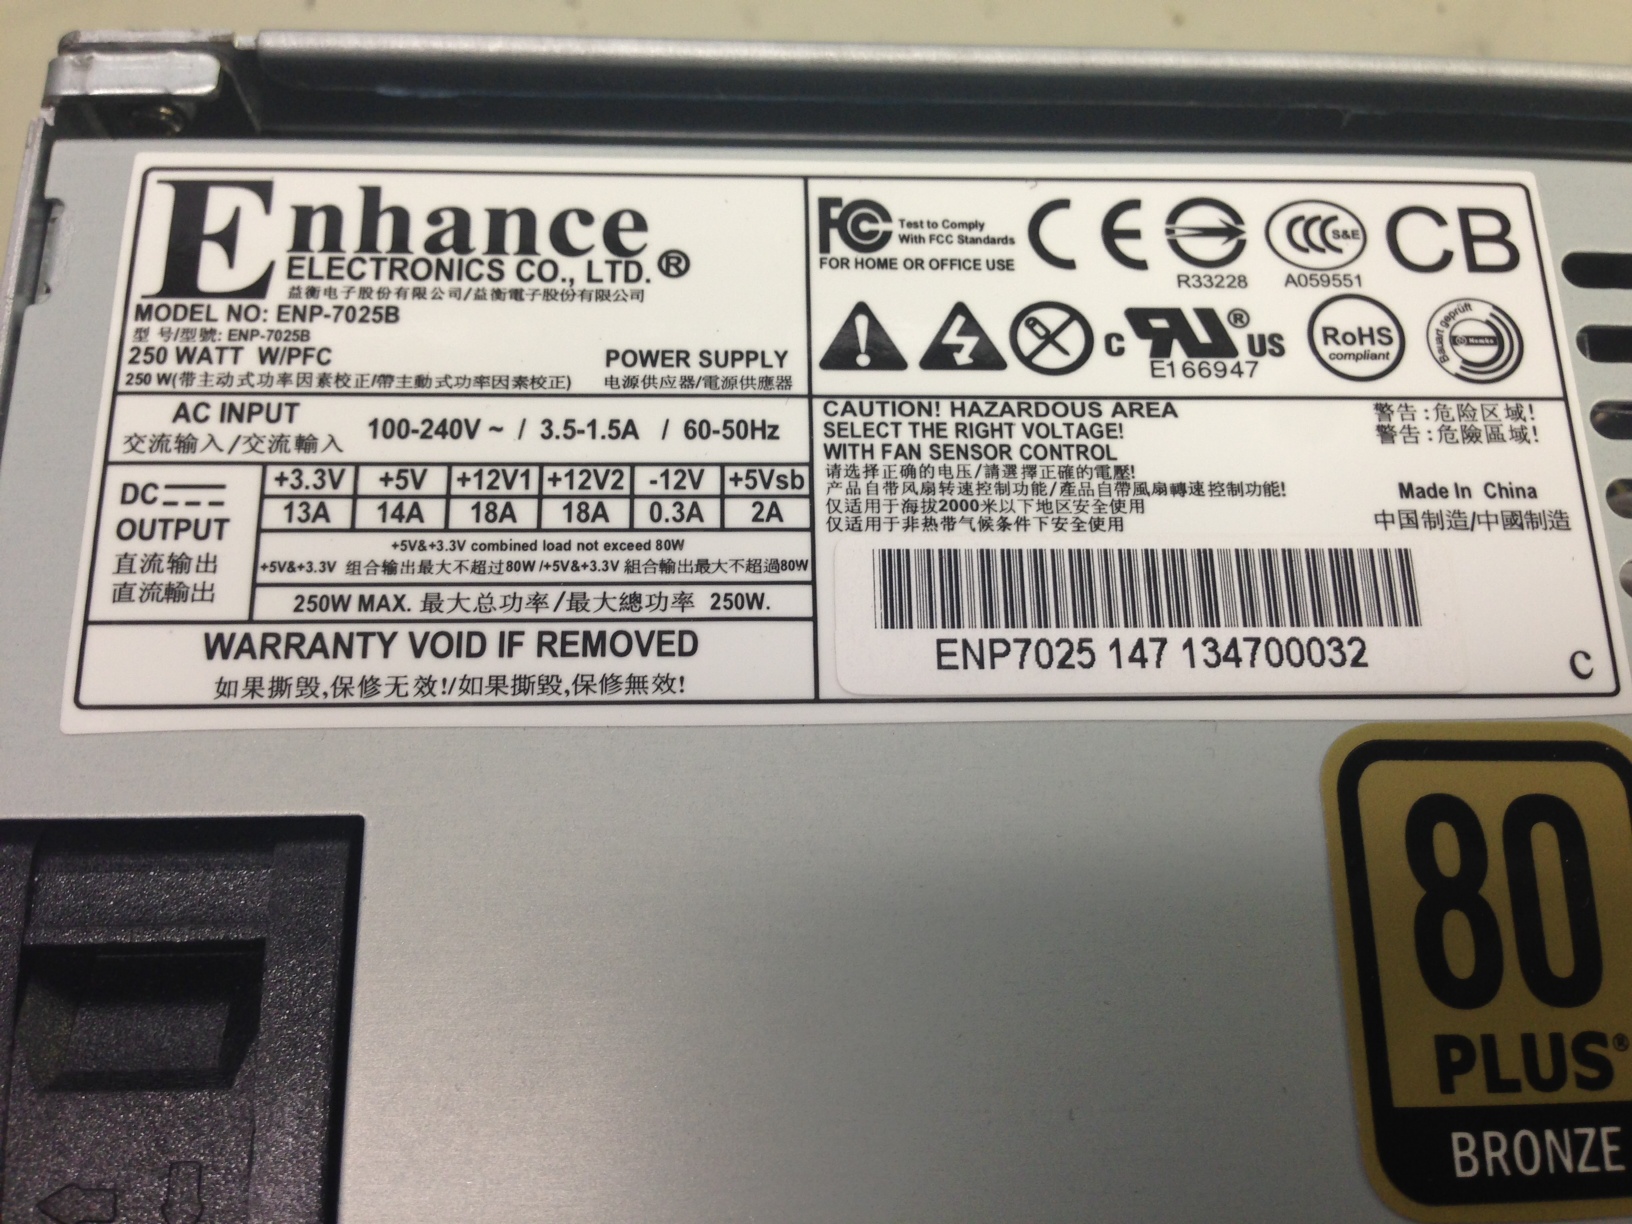 Enhance
ELECTRONICS CO., LTD.®
益衡电子股份有限公司/益衡電子股份有限公司
MODEL NO: ENP-7025B
型 号/型號: ENP-7025B
250 WATT W/PFC
POWER SUPPLY
250 W(带主动式功率因素校正/帶主動式功率因素校正)
电源供应器/電源供應器
AC INPUT
交流输入/交流輸入
100-240V ~ / 3.5-1.5A / 60-50Hz
DC
OUTPUT
直流输出
直流輸出
+3.3V +5V +12V1 +12V2 -12V +5Vsb
13A 14A 18A 18A 0.3A 2A
+5V&+3.3V combined load not exceed 80W
+5V&+3.3V 组合输出最大不超过80W /+5V&+3.3V 組合輸出最大不超過80W
250W MAX. 最大总功率/最大總功率 250W.
WARRANTY VOID IF REMOVED
如果撕毁,保修无效!/如果撕毀,保修無效!
FC
Test to Comply
With FCC Standards
FOR HOME OR OFFICE USE
CE
R33228
CCC S&E
A059551
CB
c RU ® US
E166947
RoHS
compliant
Bauart geprüft
Nemko
CAUTION! HAZARDOUS AREA
SELECT THE RIGHT VOLTAGE!
WITH FAN SENSOR CONTROL
警告:危险区域!
警告:危險區域!
请选择正确的电压/請選擇正確的電壓!
产品自带风扇转速控制功能/產品自帶風扇轉速控制功能!
仅适用于海拔2000米以下地区安全使用
仅适用于非热带气候条件下安全使用
Made In China
中国制造/中國制造
ENP7025 147 134700032
C
80
PLUS®
BRONZE